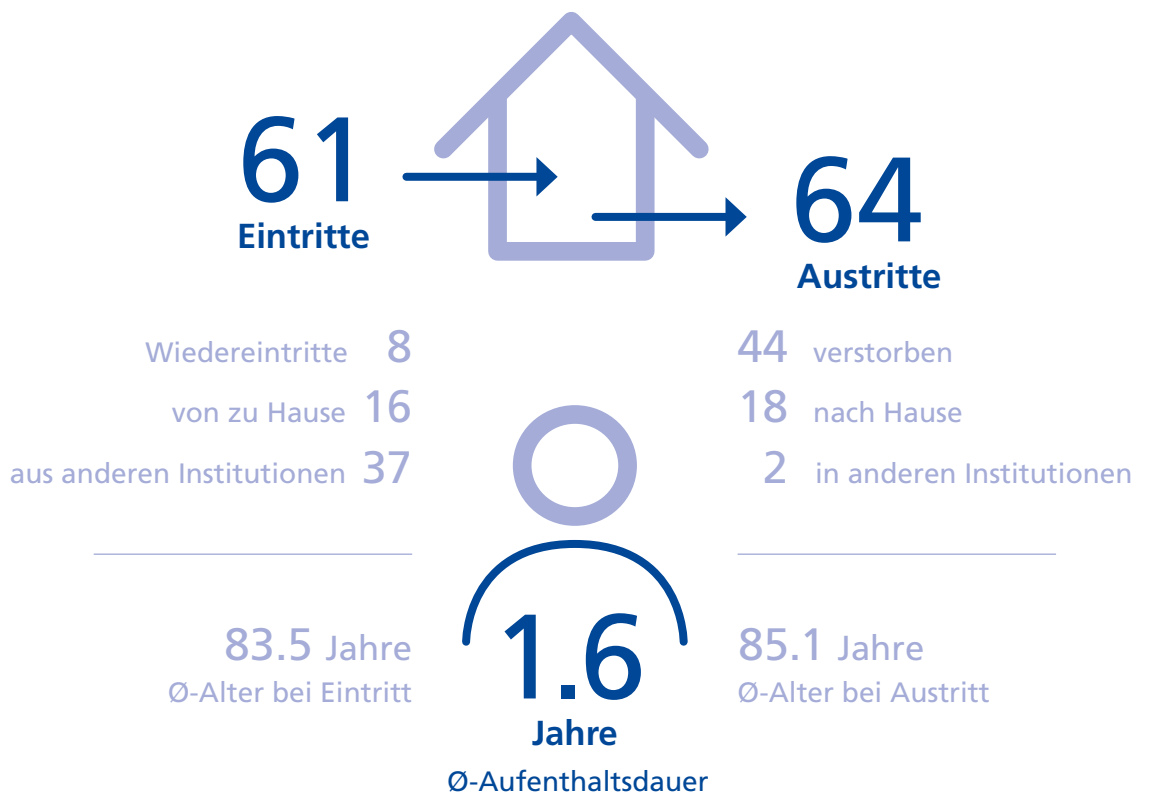 61
Eintritte
64
Austritte
Wiedereintritte 8
von zu Hause 16
aus anderen Institutionen 37
44 verstorben
18 nach Hause
2 in anderen Institutionen
83.5 Jahre
Ø-Alter bei Eintritt
1.6
Jahre
Ø-Aufenthaltsdauer
85.1 Jahre
Ø-Alter bei Austritt